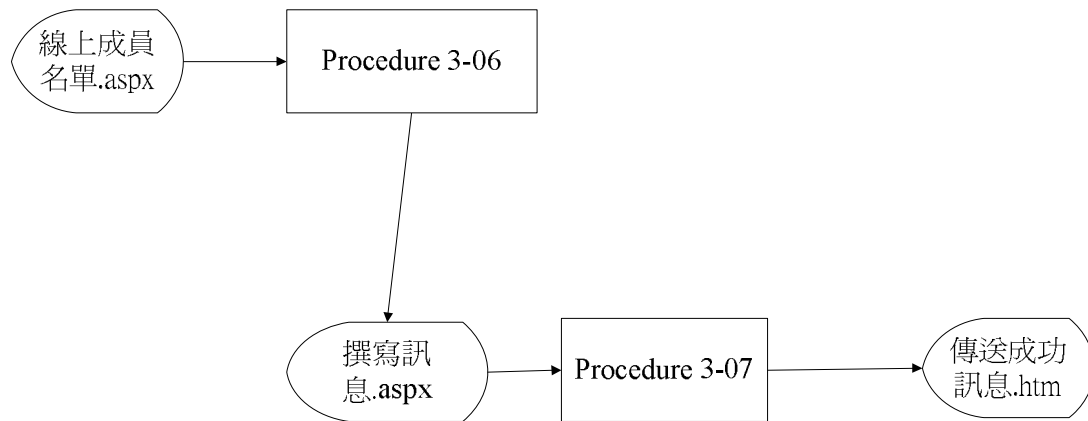 線上成員
名單.aspx
Procedure 3-06
撰寫訊
息.aspx
Procedure 3-07
傳送成功
訊息.htm